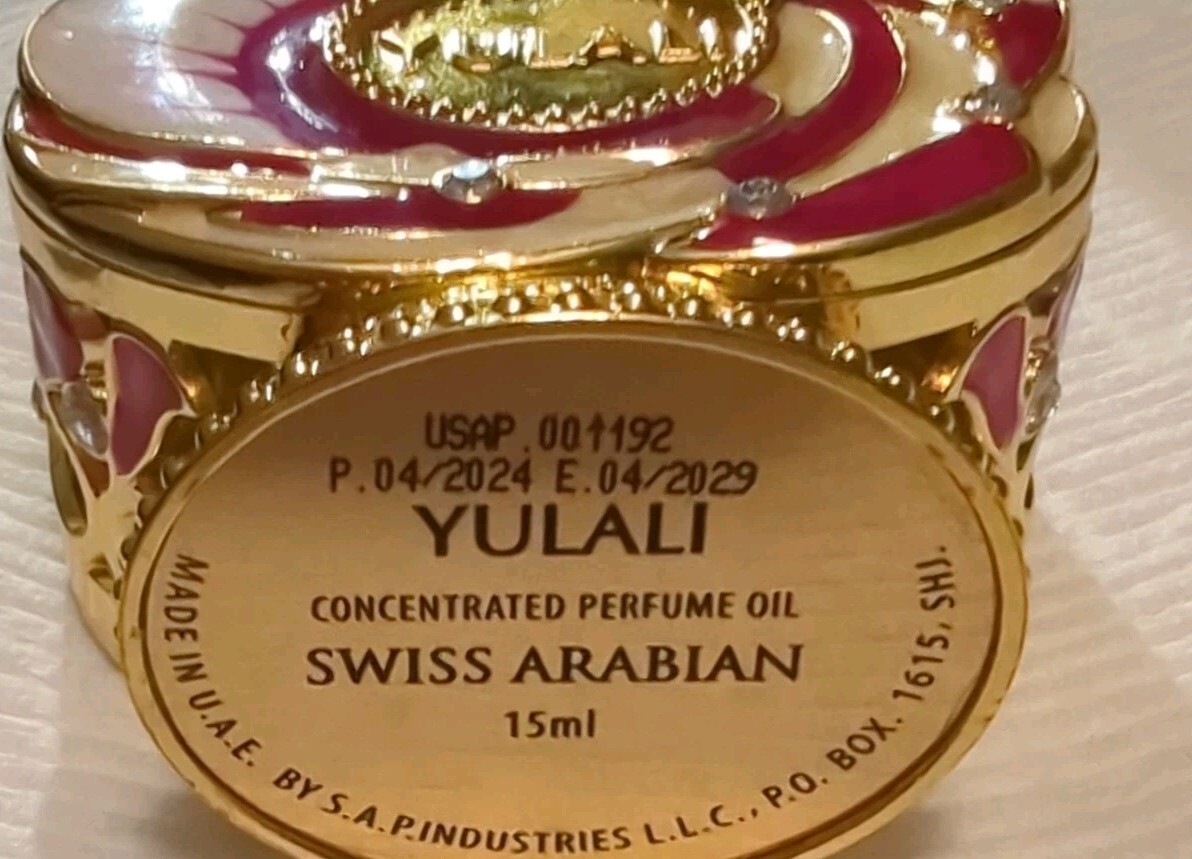 YULALI
USAP.001192
P.04/2024 E.04/2029
YULALI
CONCENTRATED PERFUME OIL
SWISS ARABIAN
15ml
MADE IN U.A.E. BY S.A.P.INDUSTRIES L.L.C., P.O. BOX. 1615, SHJ.